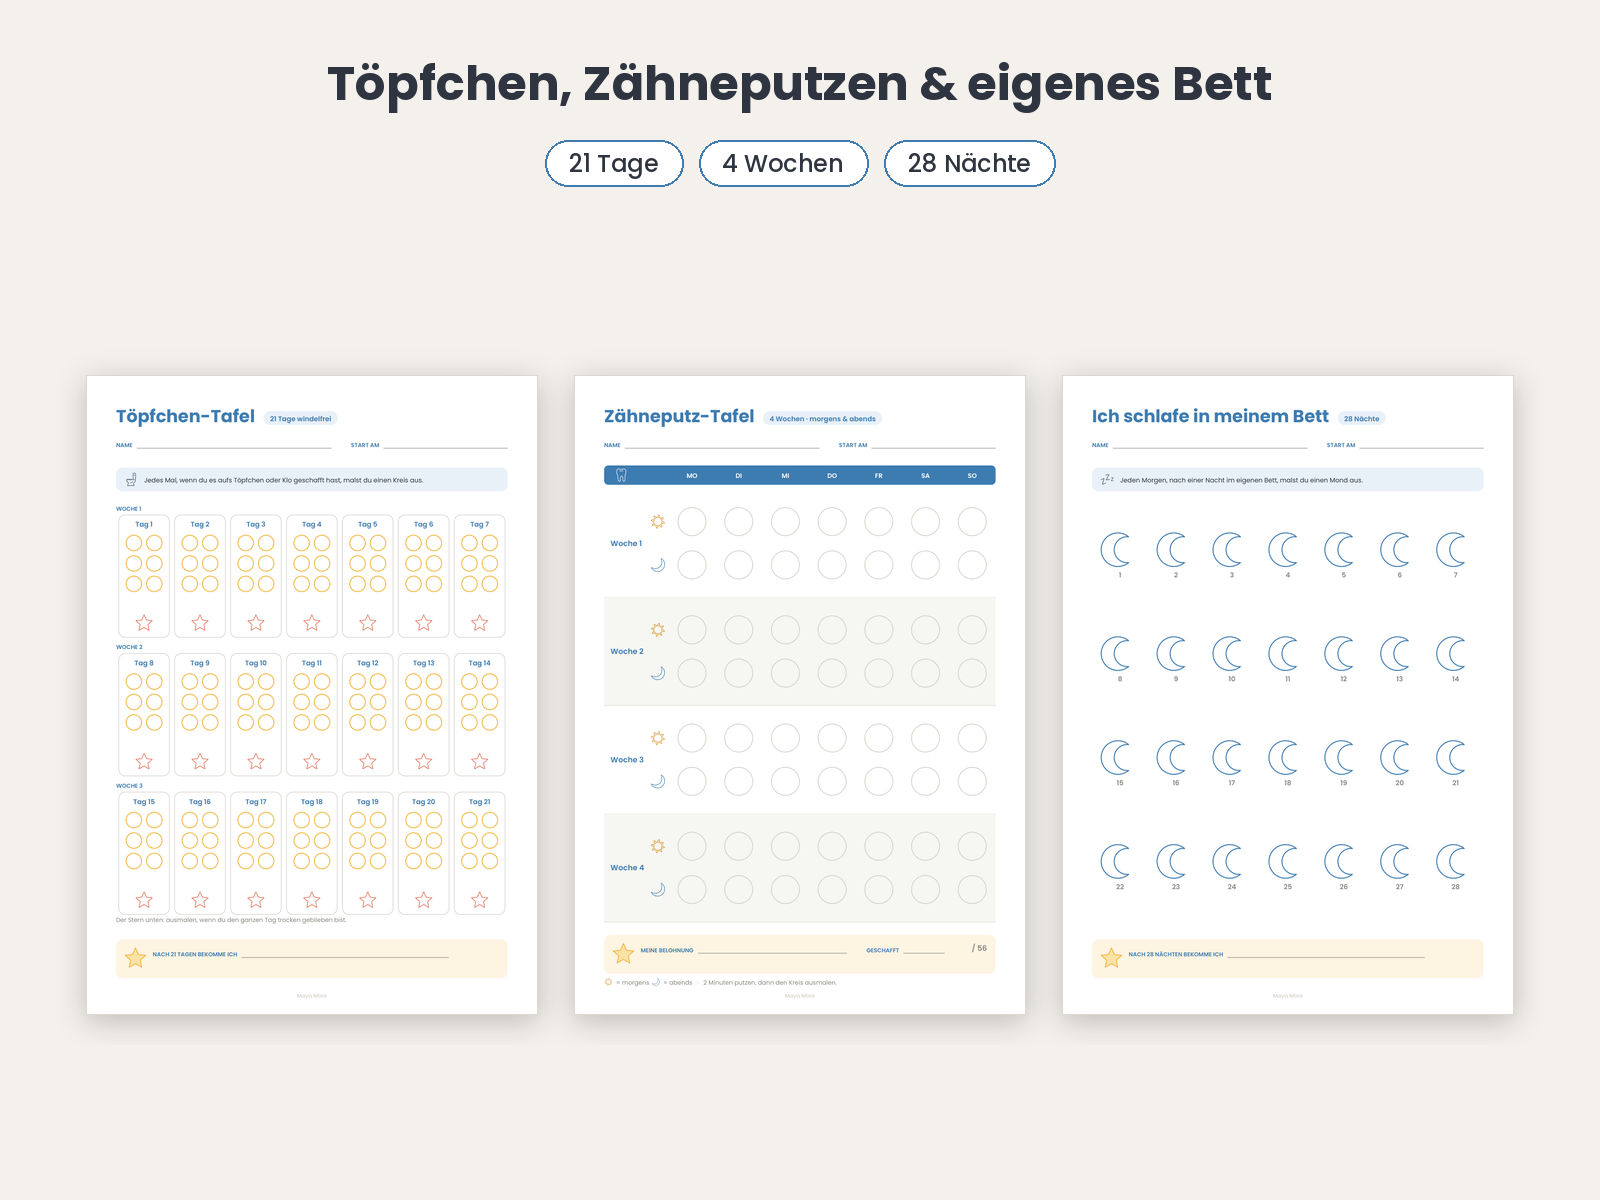 Töpfchen, Zähneputzen & eigenes Bett
21 Tage
4 Wochen
28 Nächte
Töpfchen-Tafel
21 Tage windelfrei
NAME
START AM
Jedes Mal, wenn du es aufs Töpfchen oder Klo geschafft hast, malst du einen Kreis aus.
WOCHE 1
Tag 1 Tag 2 Tag 3 Tag 4 Tag 5 Tag 6 Tag 7
WOCHE 2
Tag 8 Tag 9 Tag 10 Tag 11 Tag 12 Tag 13 Tag 14
WOCHE 3
Tag 15 Tag 16 Tag 17 Tag 18 Tag 19 Tag 20 Tag 21
Der Stern unten: ausmalen, wenn du den ganzen Tag trocken geblieben bist.
NACH 21 TAGEN BEKOMME ICH
Zähneputz-Tafel
4 Wochen · morgens & abends
NAME
START AM
MO DI MI DO FR SA SO
Woche 1
Woche 2
Woche 3
Woche 4
MEINE BELOHNUNG
GESCHAFFT
/ 56
= morgens = abends · 2 Minuten putzen, dann den Kreis ausmalen.
Ich schlafe in meinem Bett
28 Nächte
NAME
START AM
zZz
Jeden Morgen, nach einer Nacht im eigenen Bett, malst du einen Mond aus.
1 2 3 4 5 6 7
8 9 10 11 12 13 14
15 16 17 18 19 20 21
22 23 24 25 26 27 28
NACH 28 NÄCHTEN BEKOMME ICH